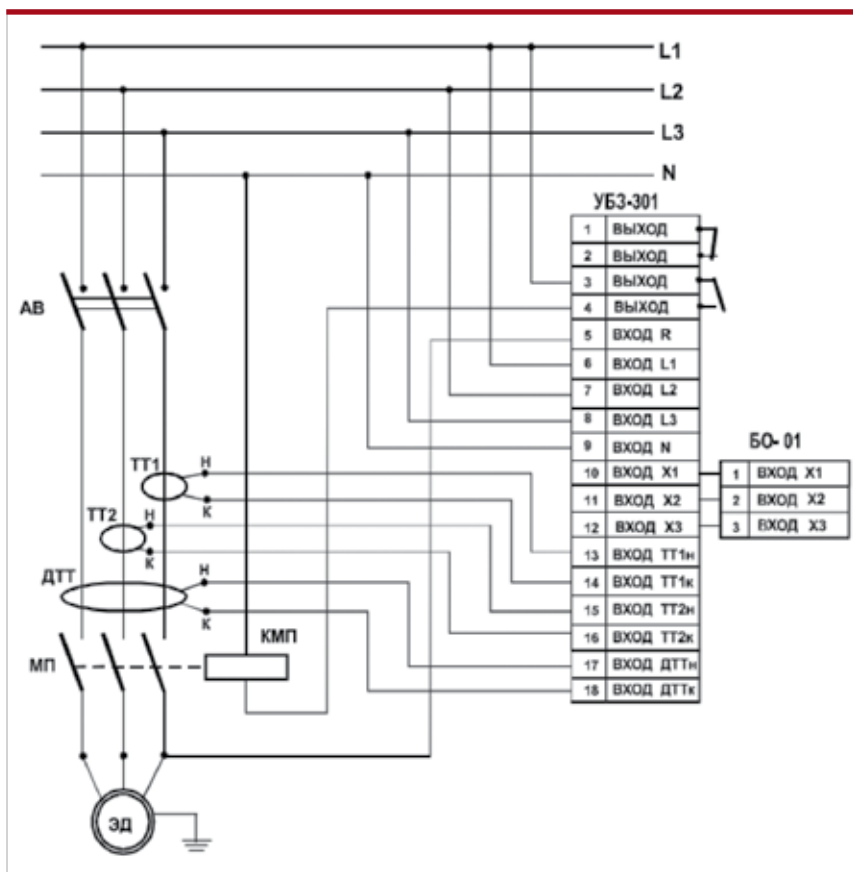 L1
L2
L3
N
УБЗ-301
1 ВЫХОД
2 ВЫХОД
3 ВЫХОД
4 ВЫХОД
5 ВХОД R
6 ВХОД L1
7 ВХОД L2
8 ВХОД L3
9 ВХОД N
10 ВХОД X1
11 ВХОД X2
12 ВХОД X3
13 ВХОД ТТ1н
14 ВХОД ТТ1к
15 ВХОД ТТ2н
16 ВХОД ТТ2к
17 ВХОД ДТТн
18 ВХОД ДТТк
БО- 01
1 ВХОД X1
2 ВХОД X2
3 ВХОД X3
АВ
ТТ1
Н
К
ТТ2
Н
К
ДТТ
Н
К
КМП
МП
ЭД